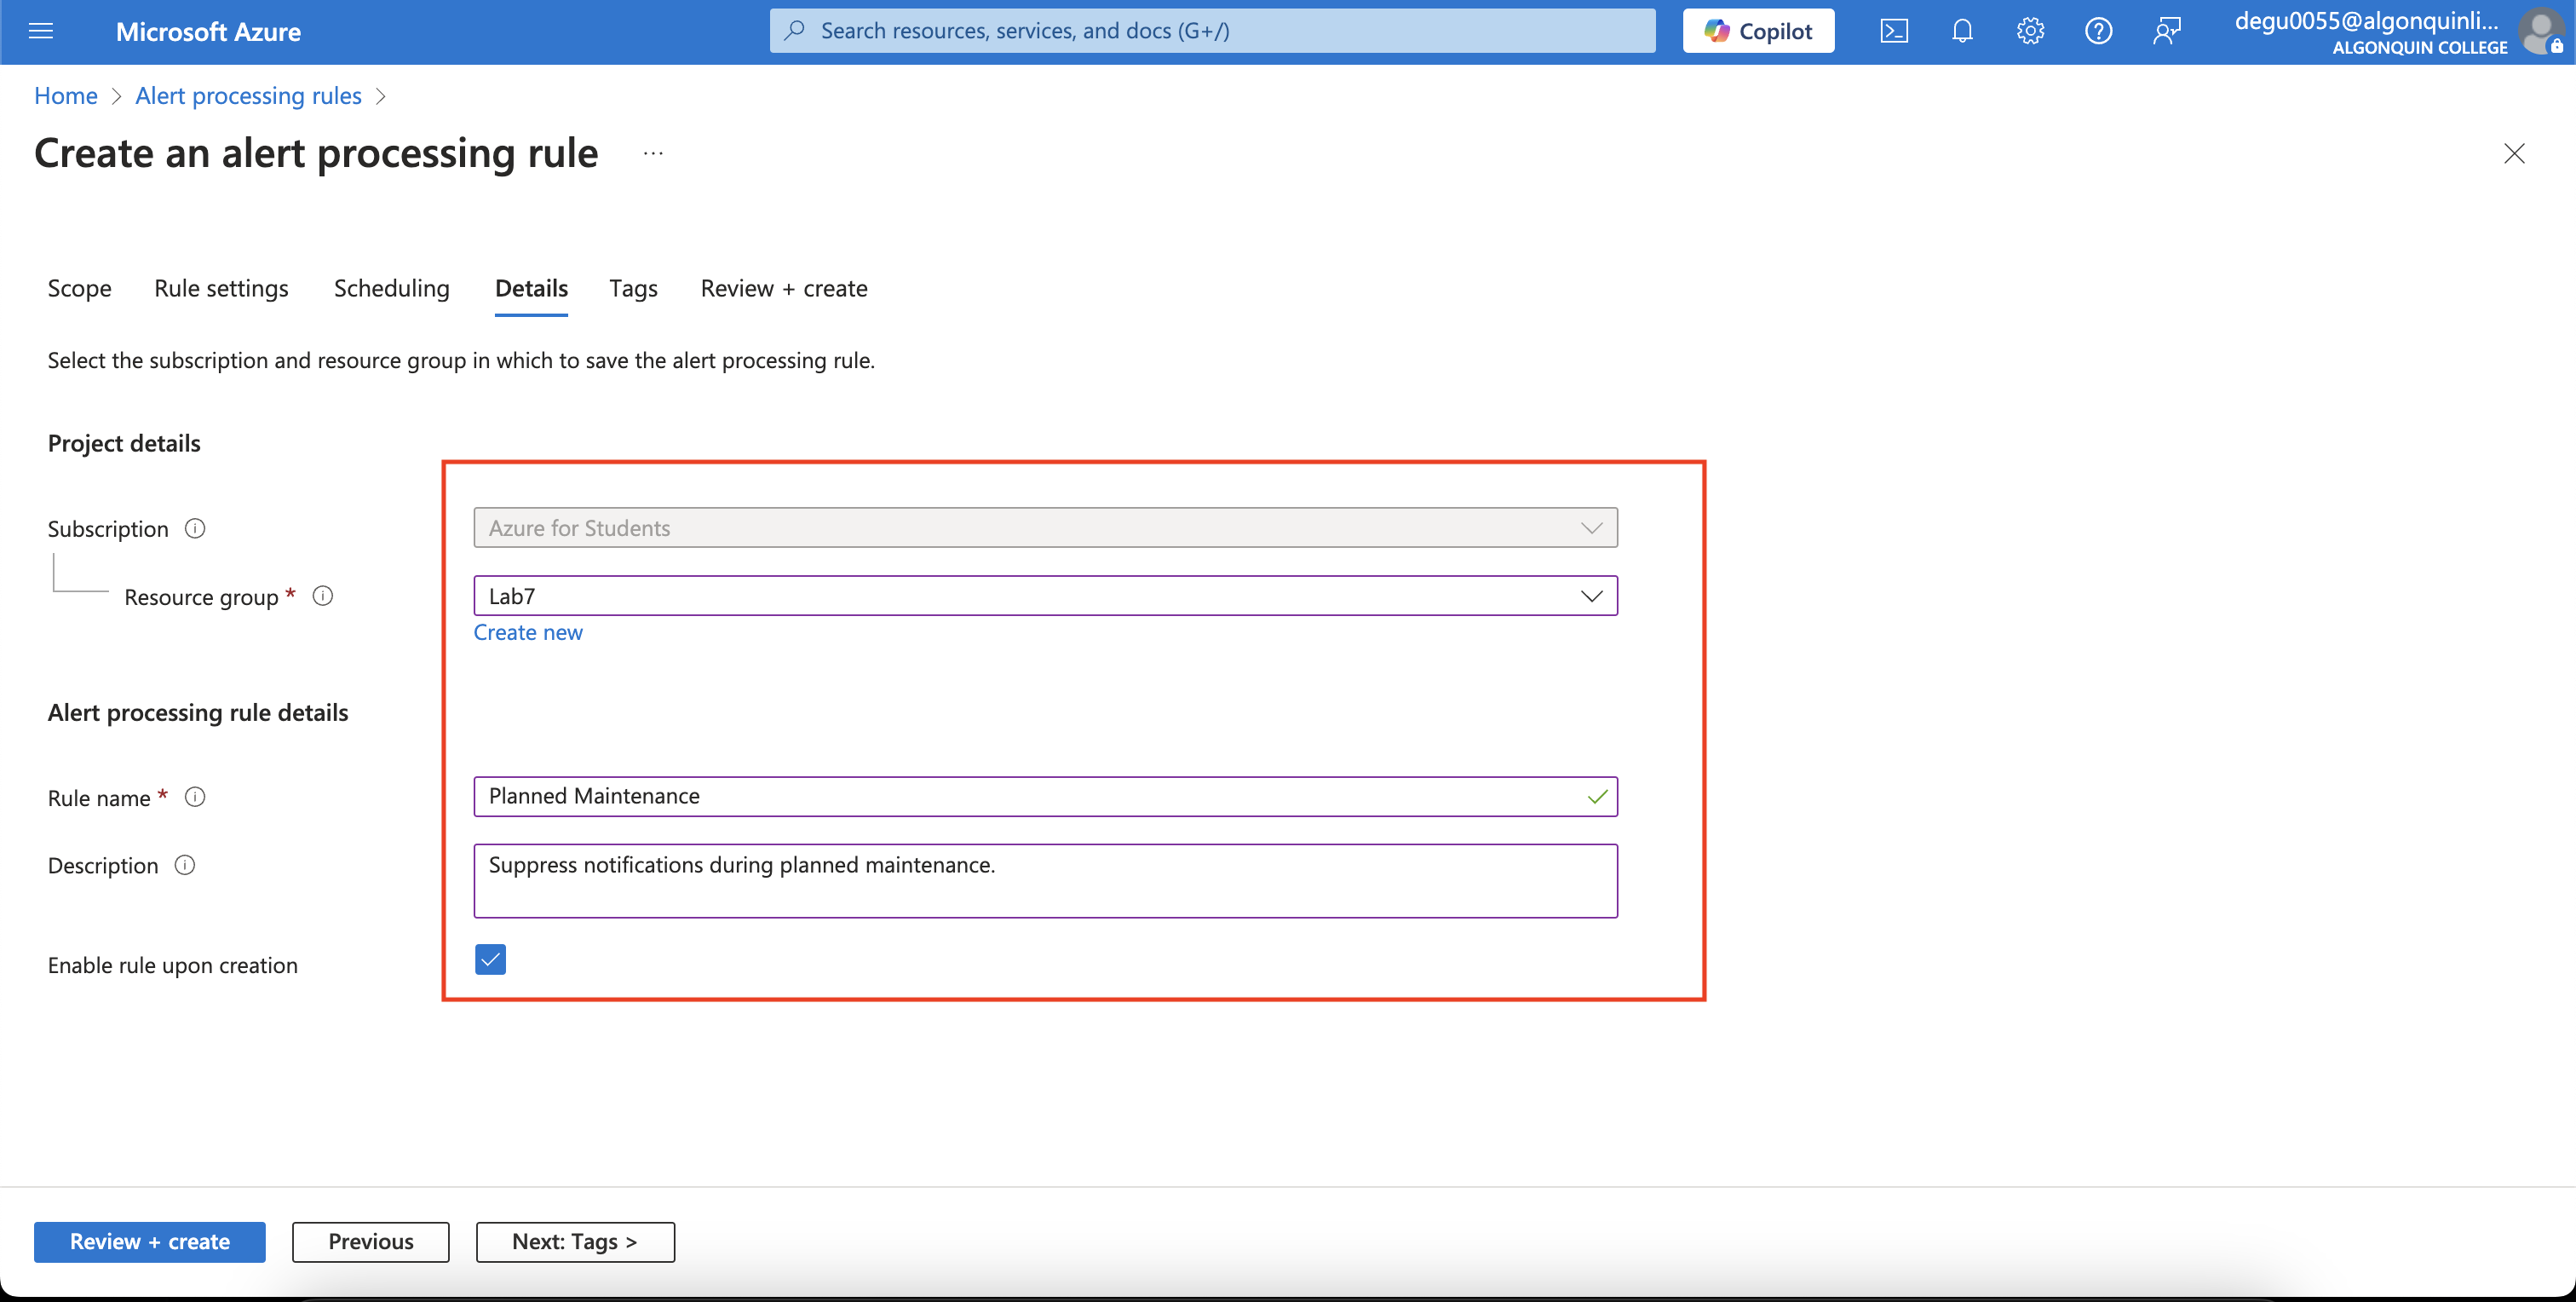 Microsoft Azure
Search resources, services, and docs (G+/)
Copilot
degu0055@algonquinli...
ALGONQUIN COLLEGE
Home > Alert processing rules >
Create an alert processing rule ...
Scope Rule settings Scheduling Details Tags Review + create
Select the subscription and resource group in which to save the alert processing rule.
Project details
Subscription Azure for Students
Resource group * Lab7
Create new
Alert processing rule details
Rule name * Planned Maintenance
Description Suppress notifications during planned maintenance.
Enable rule upon creation
Review + create Previous Next: Tags >